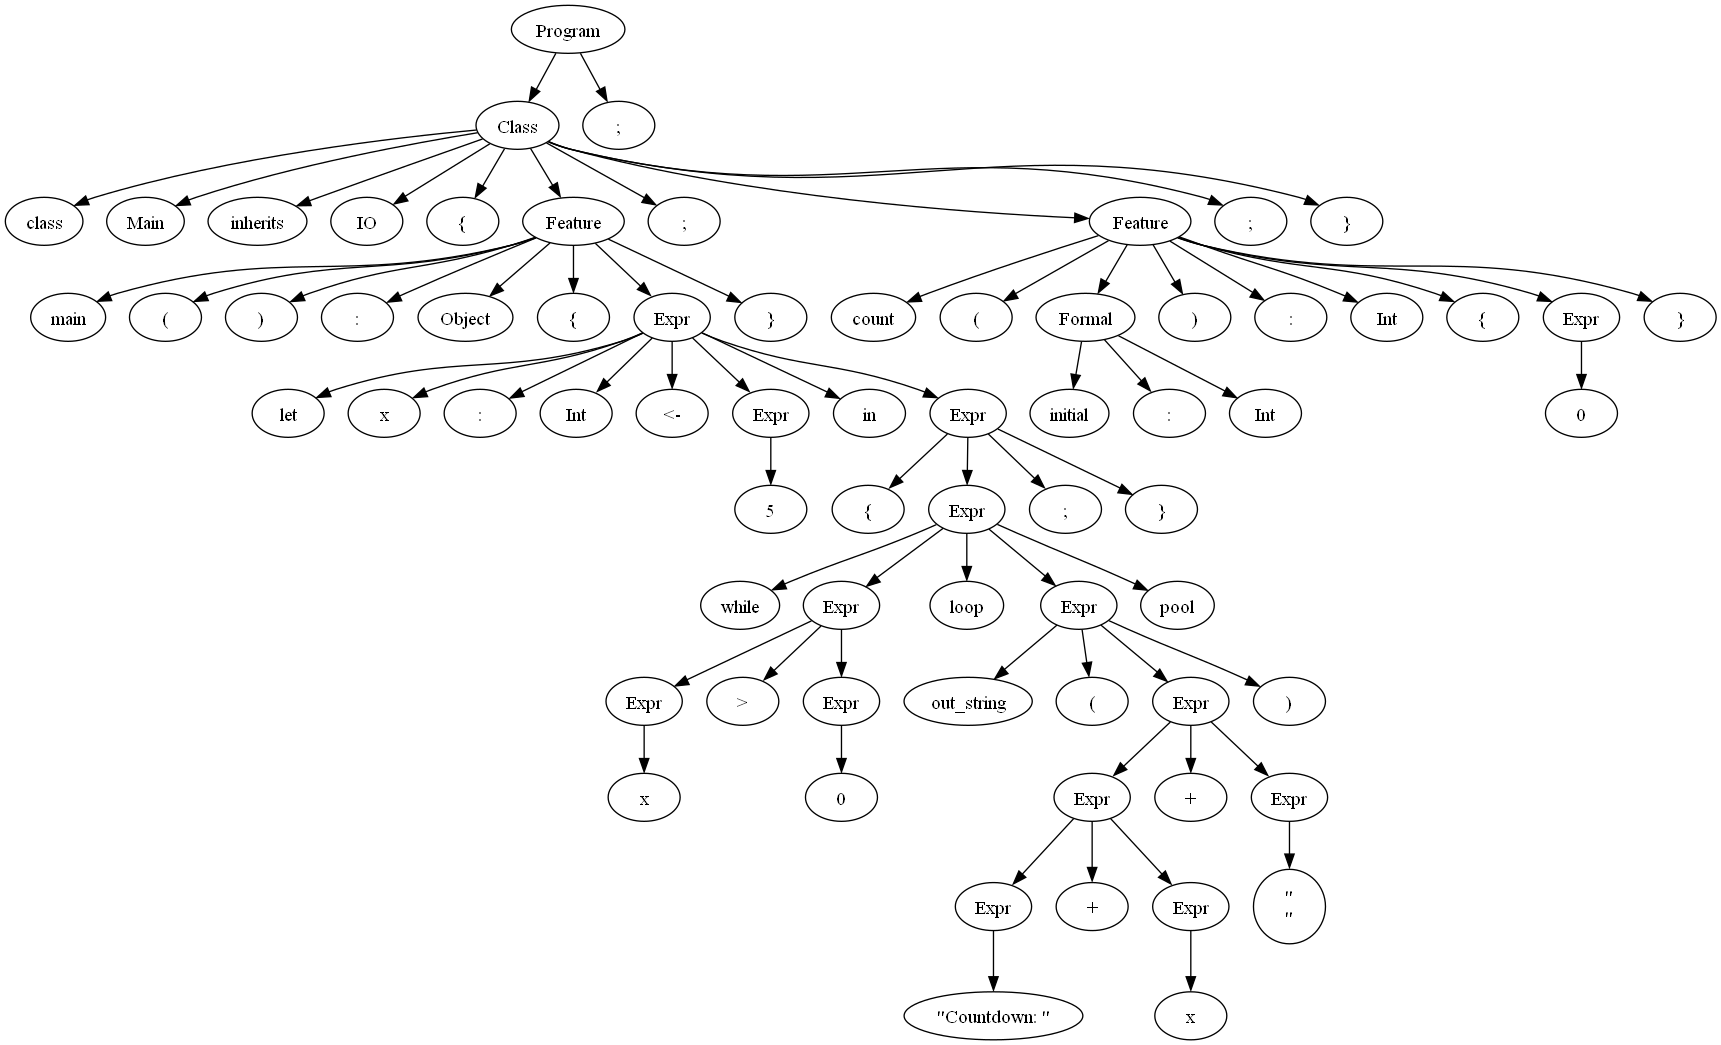 Program
Class
;
class
Main
inherits
IO
{
Feature
;
Feature
;
}
main
(
)
:
Object
{
Expr
}
count
(
Formal
)
:
Int
{
Expr
}
let
x
:
Int
<-
Expr
in
Expr
initial
:
Int
0
5
{
Expr
;
}
while
Expr
loop
Expr
pool
Expr
>
Expr
out_string
(
Expr
)
x
0
Expr
+
Expr
Expr
+
Expr
"
"
"Countdown: "
x